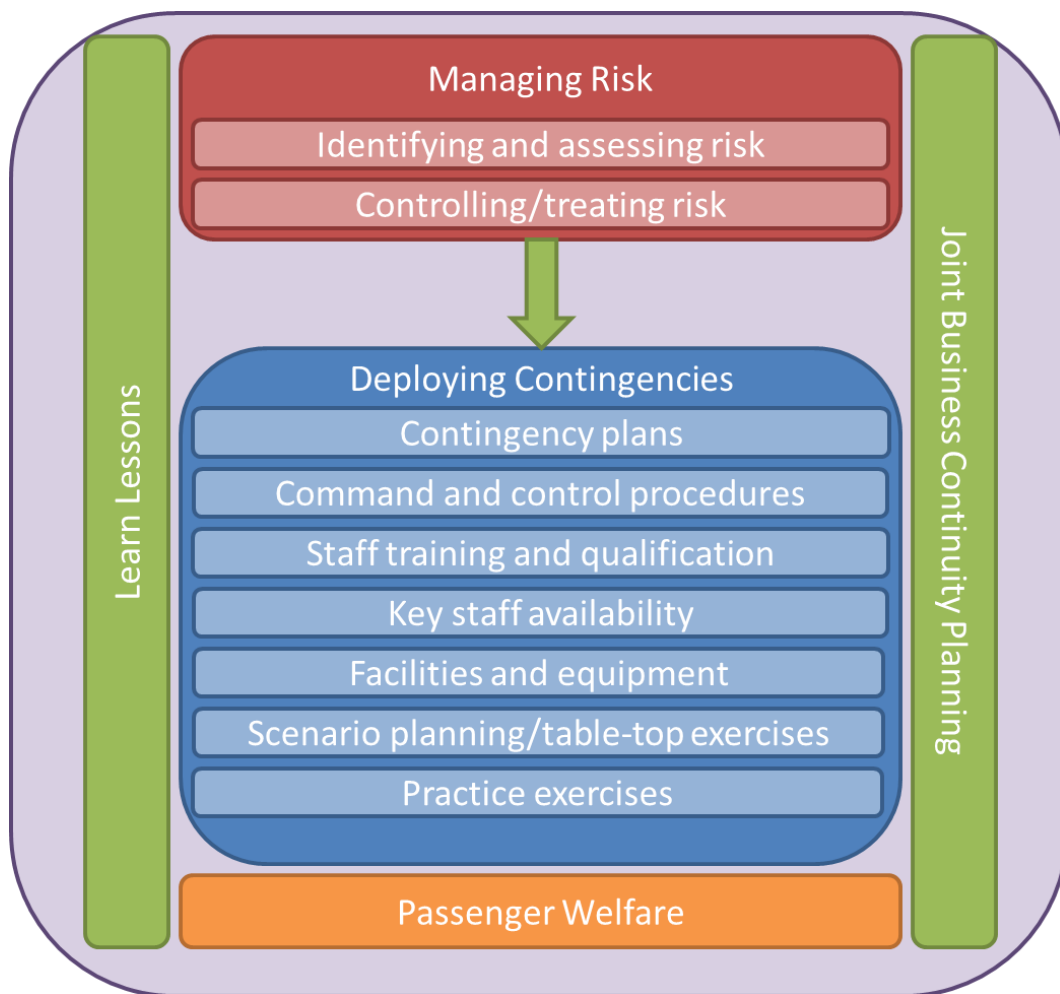 Managing Risk
Identifying and assessing risk
Controlling/treating risk
Learn Lessons
Joint Business Continuity Planning
Deploying Contingencies
Contingency plans
Command and control procedures
Staff training and qualification
Key staff availability
Facilities and equipment
Scenario planning/table-top exercises
Practice exercises
Passenger Welfare